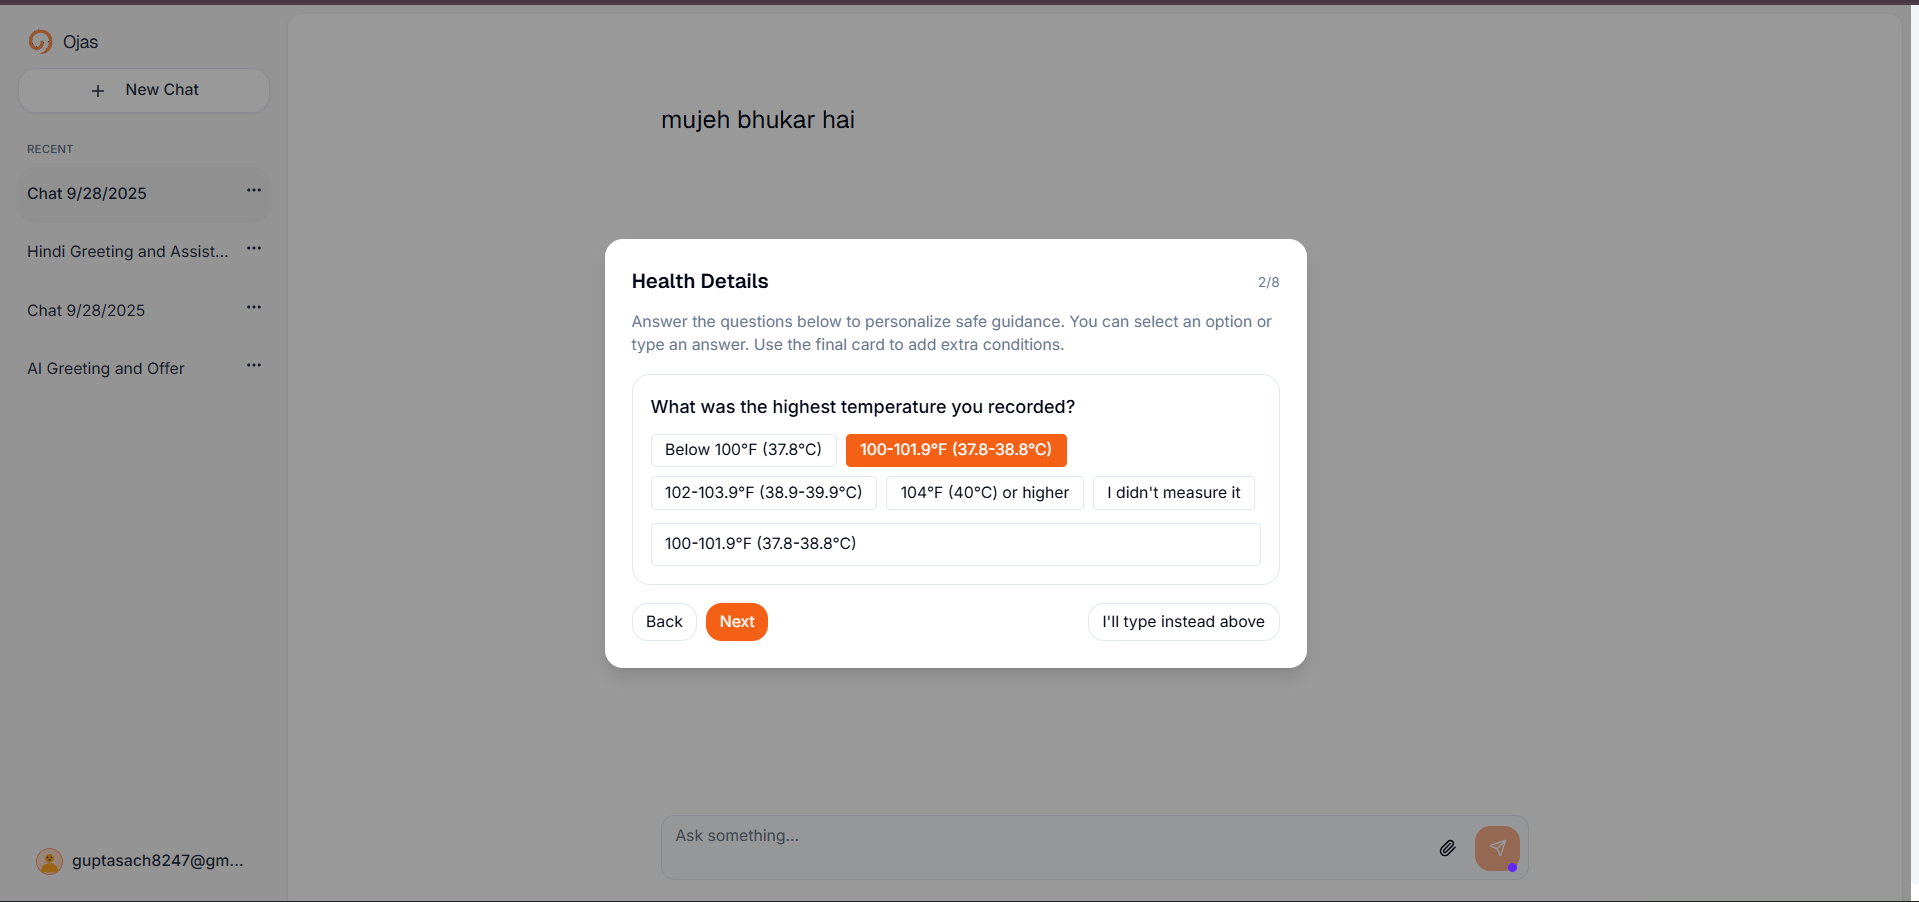 Ojas
New Chat
RECENT
Chat 9/28/2025
Hindi Greeting and Assist...
Chat 9/28/2025
AI Greeting and Offer
guptasach8247@gm...
mujeh bhukar hai
Health Details
2/8
Answer the questions below to personalize safe guidance. You can select an option or
type an answer. Use the final card to add extra conditions.
What was the highest temperature you recorded?
Below 100°F (37.8°C)
100-101.9°F (37.8-38.8°C)
102-103.9°F (38.9-39.9°C)
104°F (40°C) or higher
I didn't measure it
100-101.9°F (37.8-38.8°C)
Back
Next
I'll type instead above
Ask something...